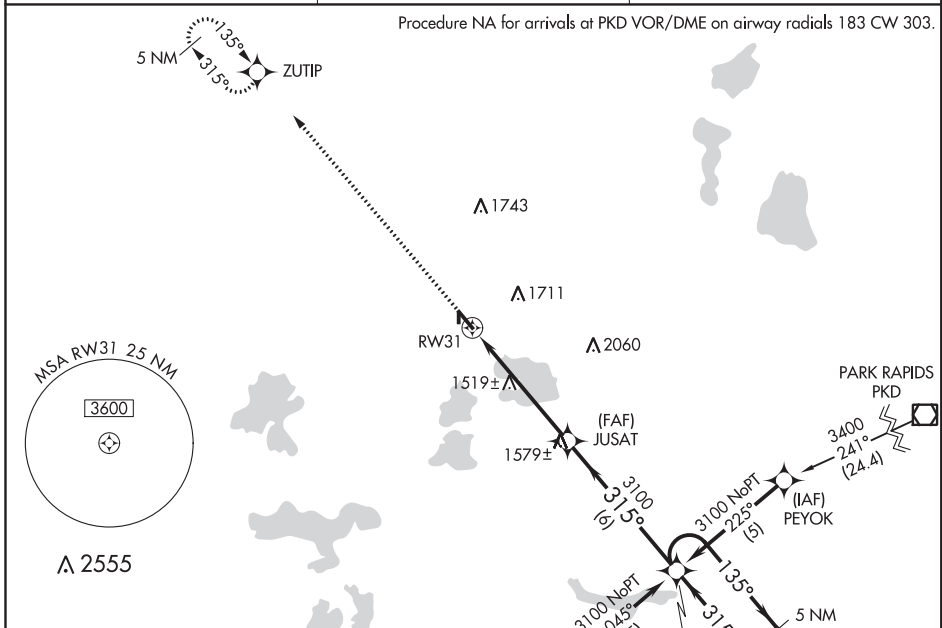 Procedure NA for arrivals at PKD VOR/DME on airway radials 183 CW 303.
135°
5 NM
315°
ZUTIP
1743
1711
RW31
2060
MSA RW31 25 NM
3600
1519±
PARK RAPIDS
PKD
(FAF)
JUSAT
1579±
3400
241°
(24.4)
3100
315°
(6)
3100 NoPT
225°
(5)
(IAF)
PEYOK
2555
135°
5 NM
3100 NoPT
045°
315°